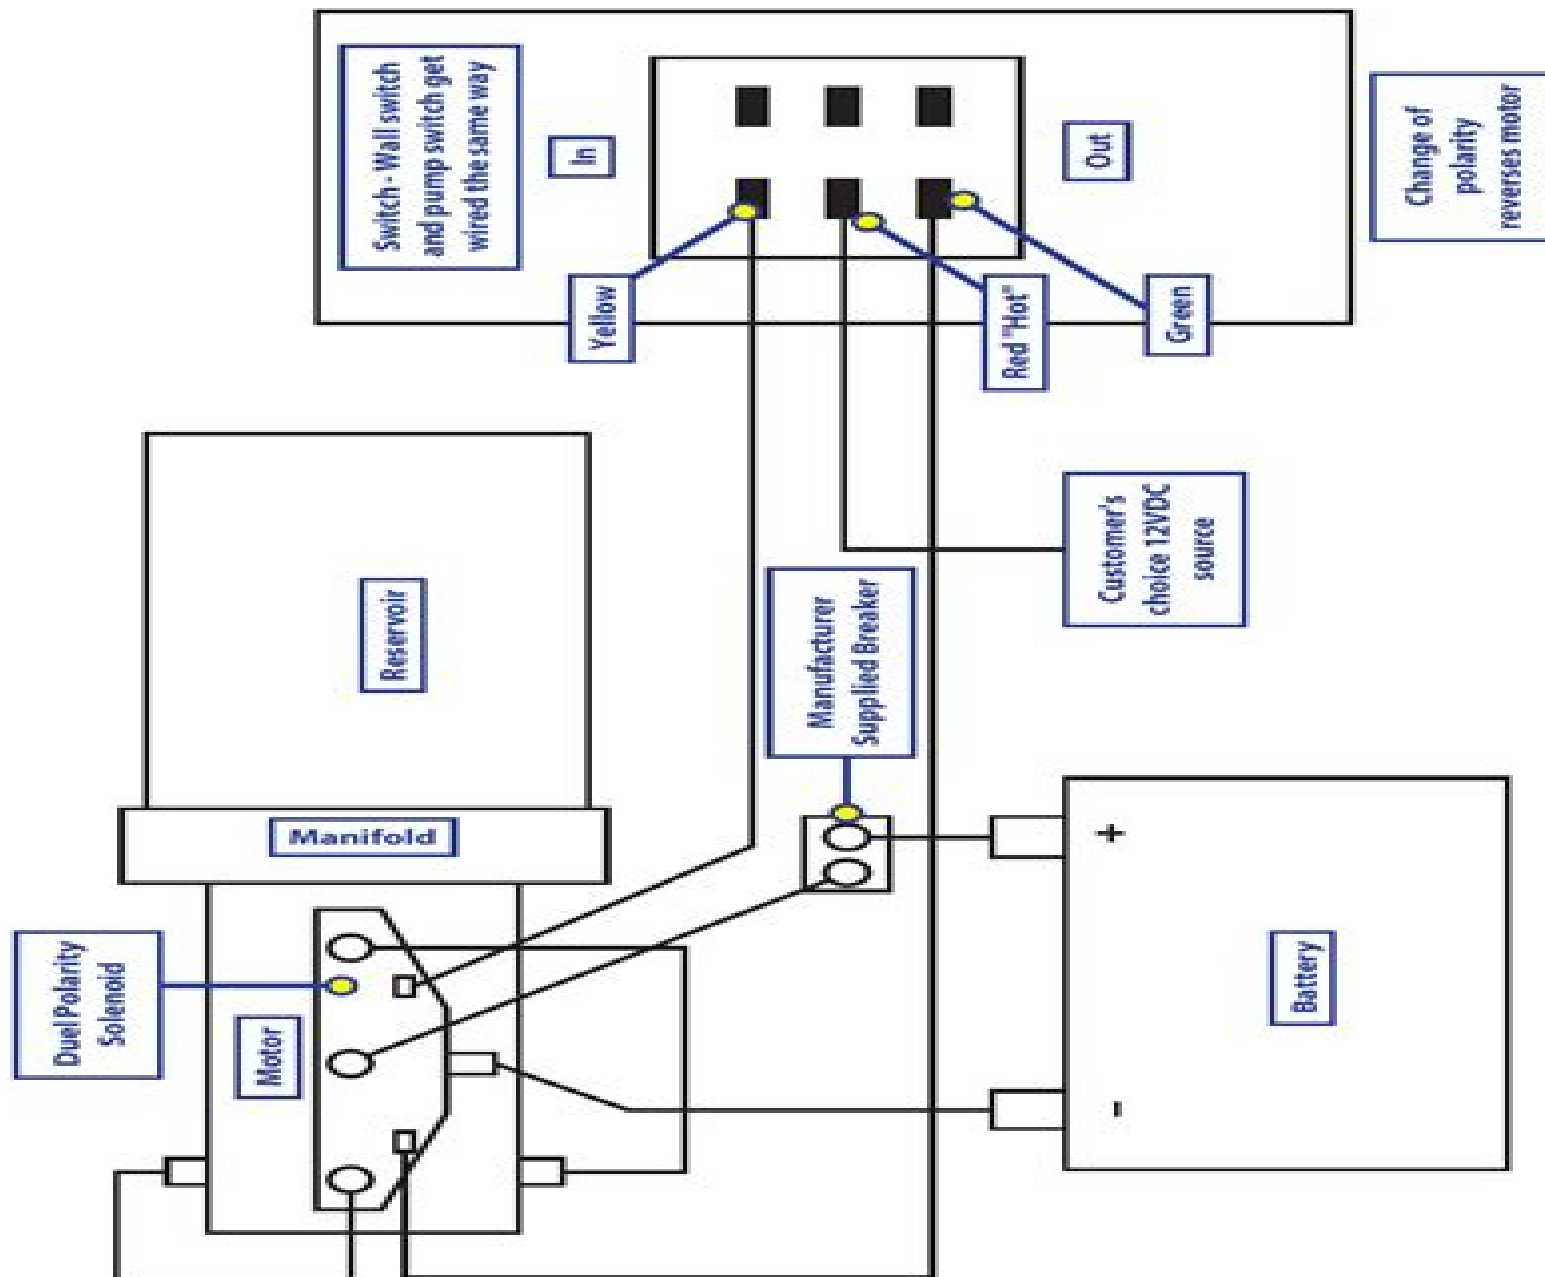 Switch - Wall switch
and pump switch get
wired the same way
In
Out
Change of
polarity
reverses motor
Yellow
Red "Hot"
Green
Reservoir
Customer's
choice 12VDC
source
Manufacturer
Supplied Breaker
Manifold
+
Duel Polarity
Solenoid
Motor
Battery
-